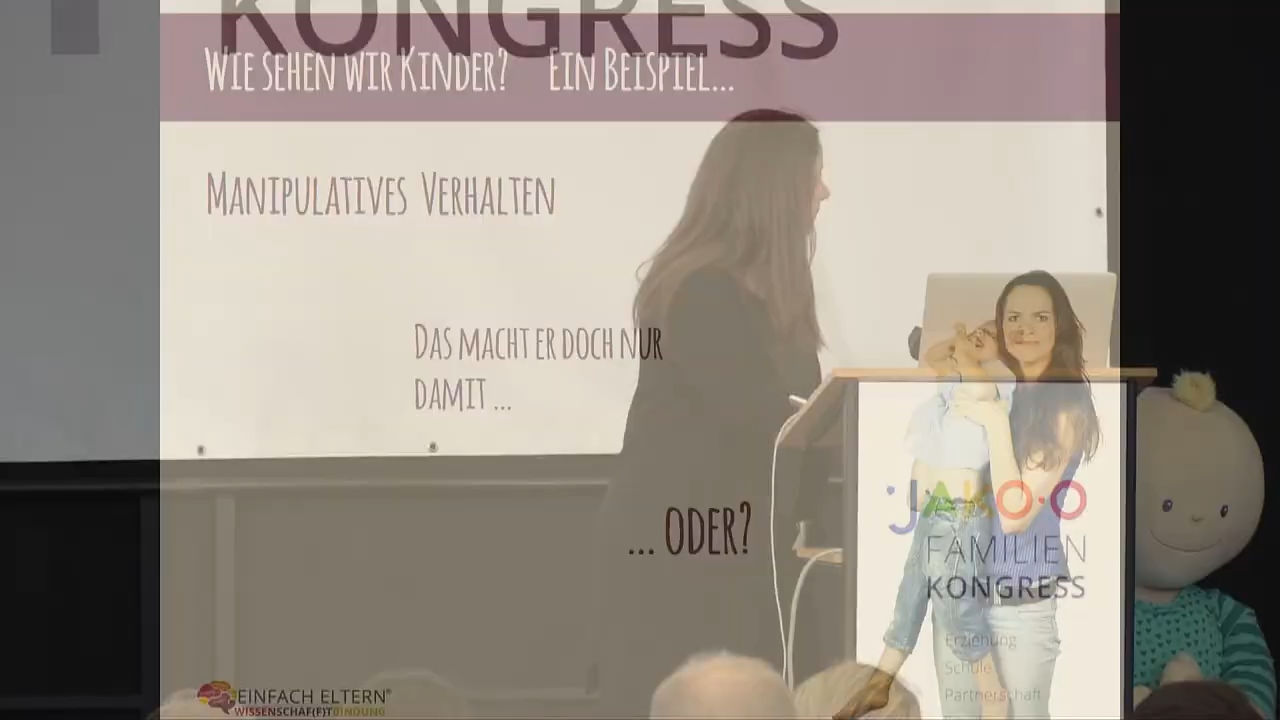 KONGRESS
WIE SEHEN WIR KINDER? EIN BEISPIEL...
MANIPULATIVES VERHALTEN
DAS MACHT ER DOCH NUR
DAMIT ...
... ODER?
JAKO-O
FAMILIEN
KONGRESS
Erziehung
Schule
Partnerschaft
EINFACH ELTERN®
WISSENSCHAF(F)T BINDUNG